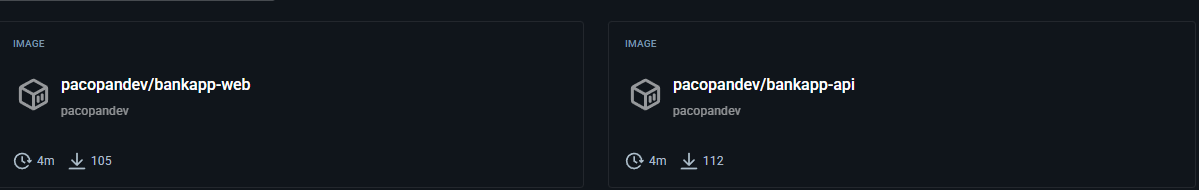 IMAGE
pacopandev/bankapp-web
pacopandev
4m 105
IMAGE
pacopandev/bankapp-api
pacopandev
4m 112